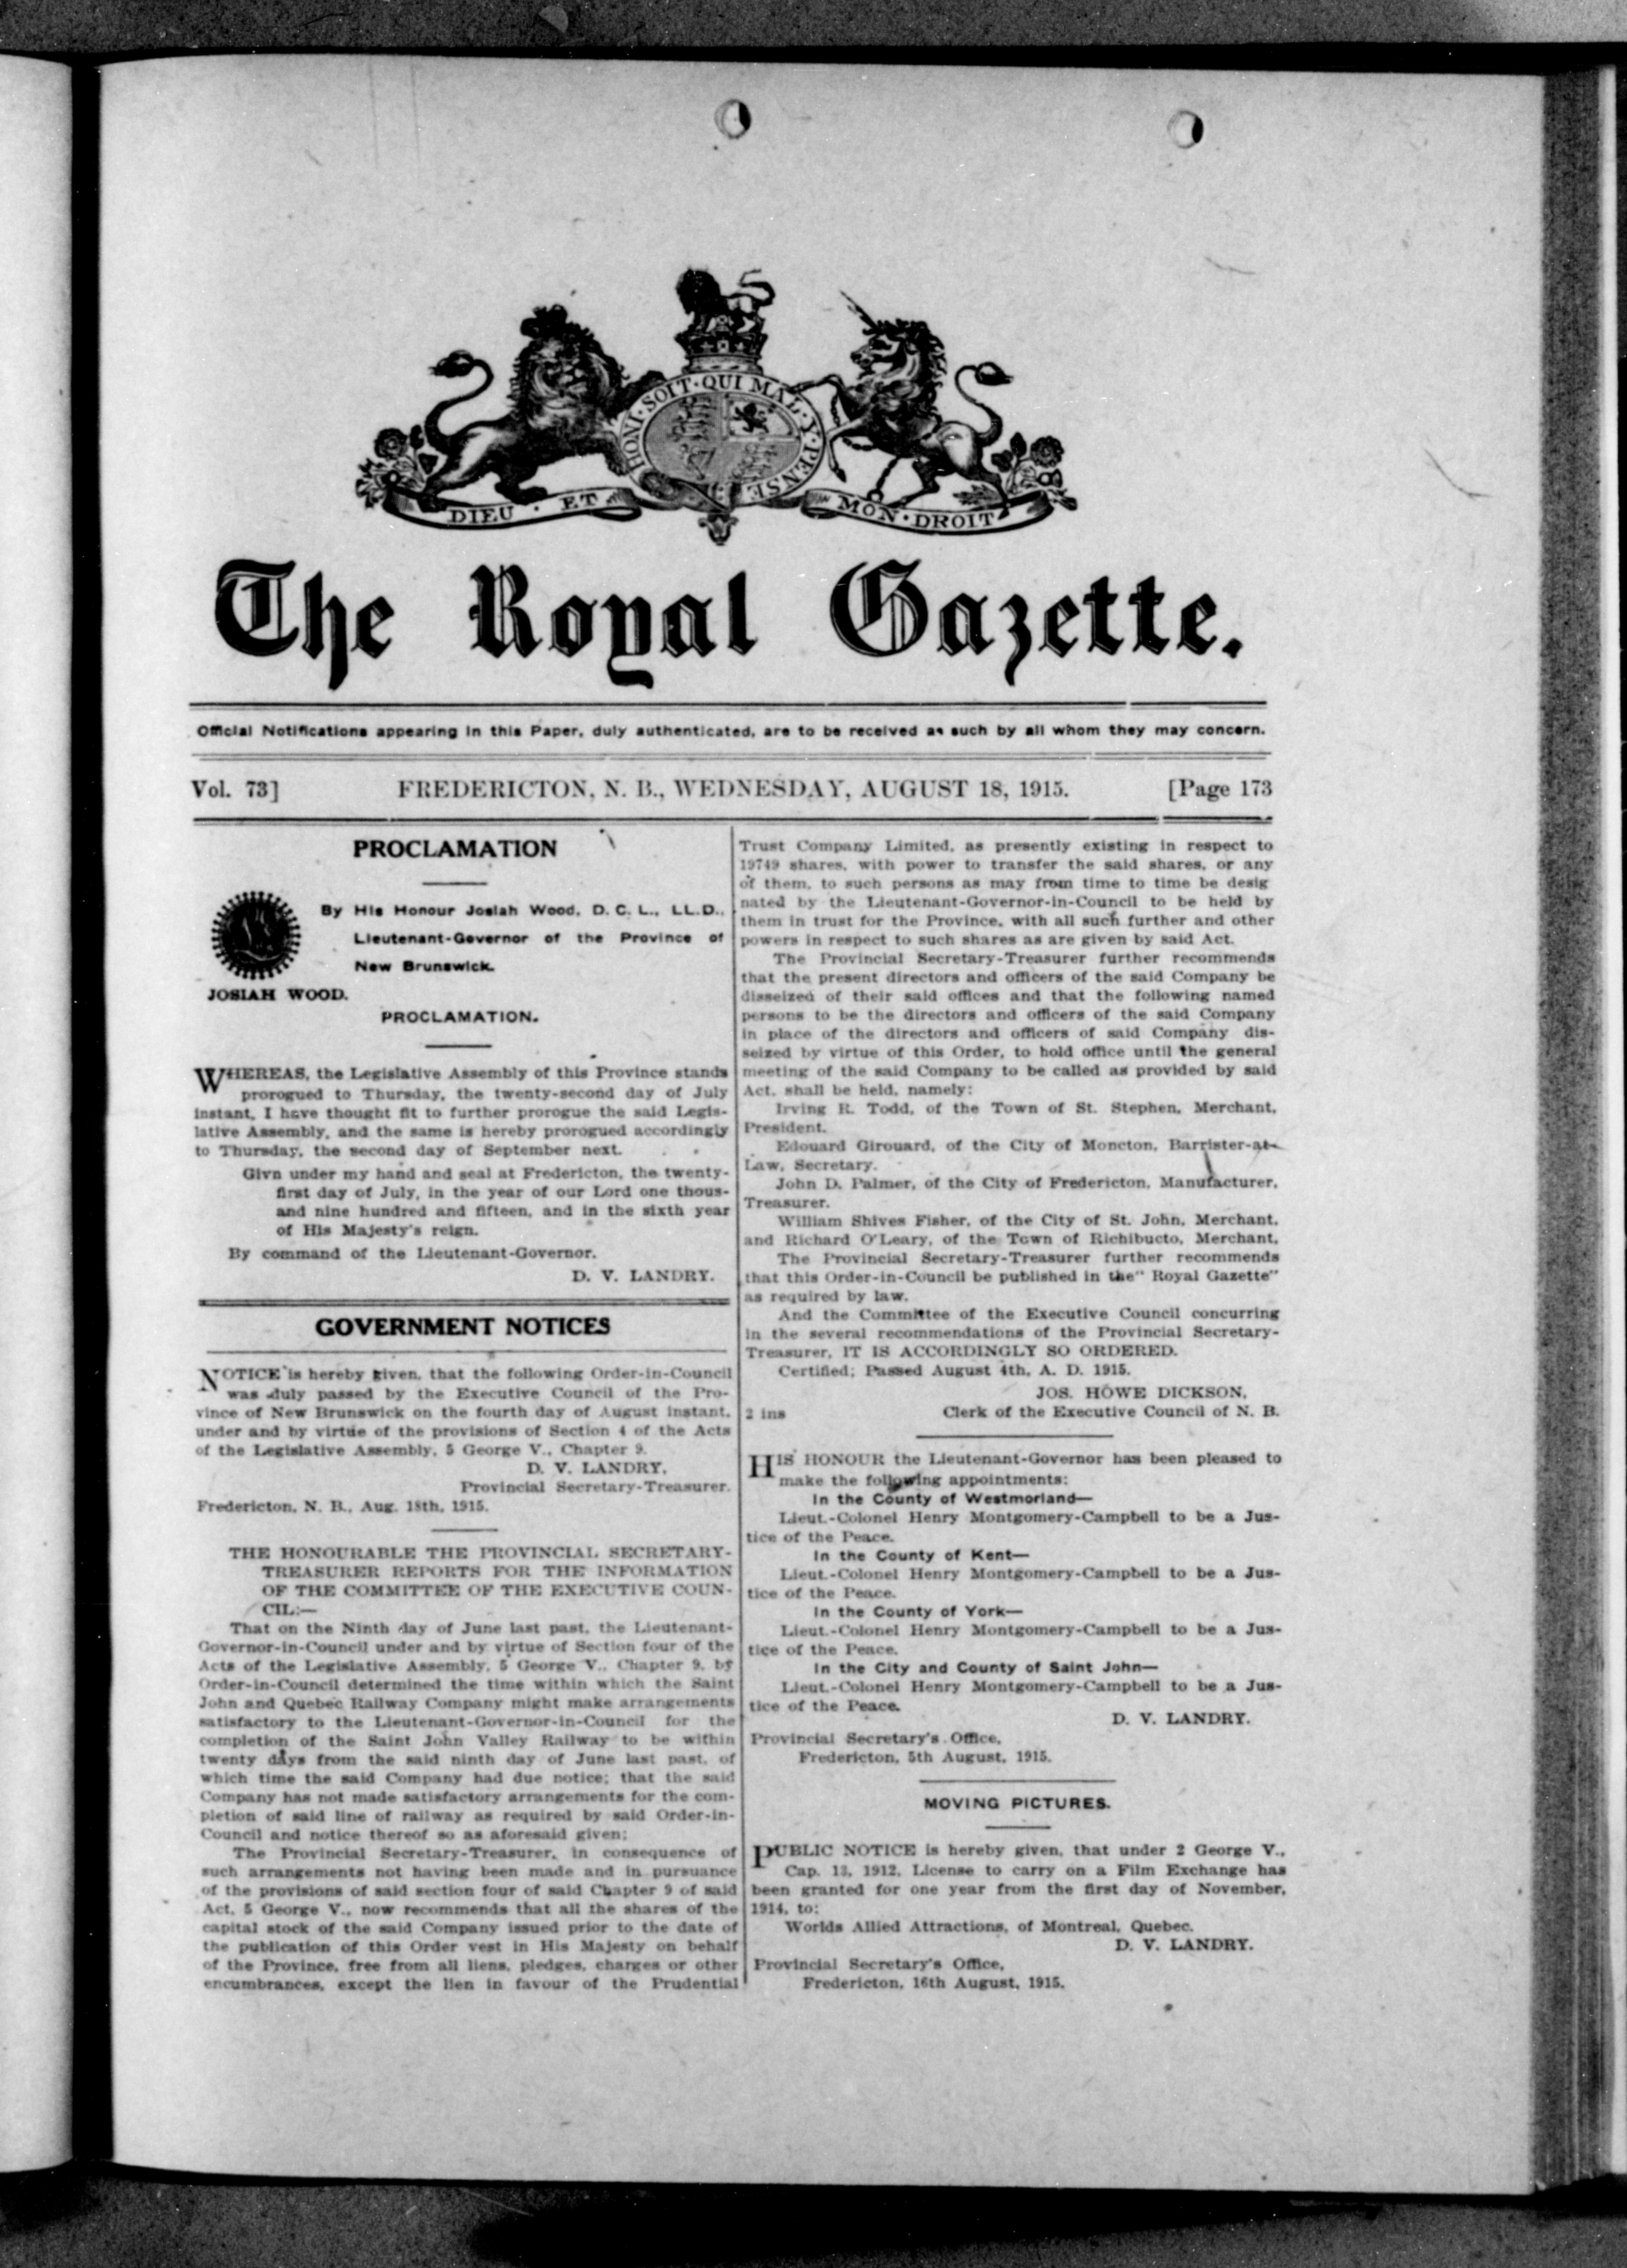 HONI · SOIT · QUI MAL · Y · PENSE
DIEU · ET MON · DROIT
The Royal Gazette.
Official Notifications appearing in this Paper, duly authenticated, are to be received as such by all whom they may concern.
Vol. 73] FREDERICTON, N. B., WEDNESDAY, AUGUST 18, 1915. [Page 173
PROCLAMATION
By His Honour Josiah Wood, D. C. L., LL.D.,
Lieutenant-Governor of the Province of
New Brunswick.
JOSIAH WOOD.
PROCLAMATION.
WHEREAS, the Legislative Assembly of this Province stands
prorogued to Thursday, the twenty-second day of July
instant, I have thought fit to further prorogue the said Legis-
lative Assembly, and the same is hereby prorogued accordingly
to Thursday, the second day of September next.
Givn under my hand and seal at Fredericton, the twenty-
first day of July, in the year of our Lord one thous-
and nine hundred and fifteen, and in the sixth year
of His Majesty's reign.
By command of the Lieutenant-Governor.
D. V. LANDRY.
GOVERNMENT NOTICES
NOTICE is hereby given, that the following Order-in-Council
was duly passed by the Executive Council of the Pro-
vince of New Brunswick on the fourth day of August instant,
under and by virtue of the provisions of Section 4 of the Acts
of the Legislative Assembly, 5 George V., Chapter 9.
D. V. LANDRY,
Provincial Secretary-Treasurer.
Fredericton, N. B., Aug. 18th, 1915.
THE HONOURABLE THE PROVINCIAL SECRETARY-
TREASURER REPORTS FOR THE INFORMATION
OF THE COMMITTEE OF THE EXECUTIVE COUN-
CIL:—
That on the Ninth day of June last past, the Lieutenant-
Governor-in-Council under and by virtue of Section four of the
Acts of the Legislative Assembly, 5 George V., Chapter 9, by
Order-in-Council determined the time within which the Saint
John and Quebec Railway Company might make arrangements
satisfactory to the Lieutenant-Governor-in-Council for the
completion of the Saint John Valley Railway to be within
twenty days from the said ninth day of June last past, of
which time the said Company had due notice; that the said
Company has not made satisfactory arrangements for the com-
pletion of said line of railway as required by said Order-in-
Council and notice thereof so as aforesaid given;
The Provincial Secretary-Treasurer, in consequence of
such arrangements not having been made and in pursuance
of the provisions of said section four of said Chapter 9 of said
Act, 5 George V., now recommends that all the shares of the
capital stock of the said Company issued prior to the date of
the publication of this Order vest in His Majesty on behalf
of the Province, free from all liens, pledges, charges or other
encumbrances, except the lien in favour of the Prudential
Trust Company Limited, as presently existing in respect to
19749 shares, with power to transfer the said shares, or any
of them, to such persons as may from time to time be desig
nated by the Lieutenant-Governor-in-Council to be held by
them in trust for the Province, with all such further and other
powers in respect to such shares as are given by said Act.
The Provincial Secretary-Treasurer further recommends
that the present directors and officers of the said Company be
disseized of their said offices and that the following named
persons to be the directors and officers of the said Company
in place of the directors and officers of said Company dis-
seized by virtue of this Order, to hold office until the general
meeting of the said Company to be called as provided by said
Act, shall be held, namely:
Irving R. Todd, of the Town of St. Stephen, Merchant,
President.
Edouard Girouard, of the City of Moncton, Barrister-at-
Law, Secretary.
John D. Palmer, of the City of Fredericton, Manufacturer,
Treasurer.
William Shives Fisher, of the City of St. John, Merchant,
and Richard O'Leary, of the Town of Richibucto, Merchant,
The Provincial Secretary-Treasurer further recommends
that this Order-in-Council be published in the" Royal Gazette"
as required by law.
And the Committee of the Executive Council concurring
in the several recommendations of the Provincial Secretary-
Treasurer, IT IS ACCORDINGLY SO ORDERED.
Certified; Passed August 4th, A. D. 1915.
JOS. HOWE DICKSON,
2 ins Clerk of the Executive Council of N. B.
HIS HONOUR the Lieutenant-Governor has been pleased to
make the following appointments:
In the County of Westmorland—
Lieut.-Colonel Henry Montgomery-Campbell to be a Jus-
tice of the Peace.
In the County of Kent—
Lieut.-Colonel Henry Montgomery-Campbell to be a Jus-
tice of the Peace.
In the County of York—
Lieut.-Colonel Henry Montgomery-Campbell to be a Jus-
tice of the Peace.
In the City and County of Saint John—
Lieut.-Colonel Henry Montgomery-Campbell to be a Jus-
tice of the Peace.
D. V. LANDRY.
Provincial Secretary's Office,
Fredericton, 5th August, 1915.
MOVING PICTURES.
PUBLIC NOTICE is hereby given, that under 2 George V.,
Cap. 13, 1912, License to carry on a Film Exchange has
been granted for one year from the first day of November,
1914, to:
Worlds Allied Attractions, of Montreal, Quebec.
D. V. LANDRY.
Provincial Secretary's Office,
Fredericton, 16th August, 1915.